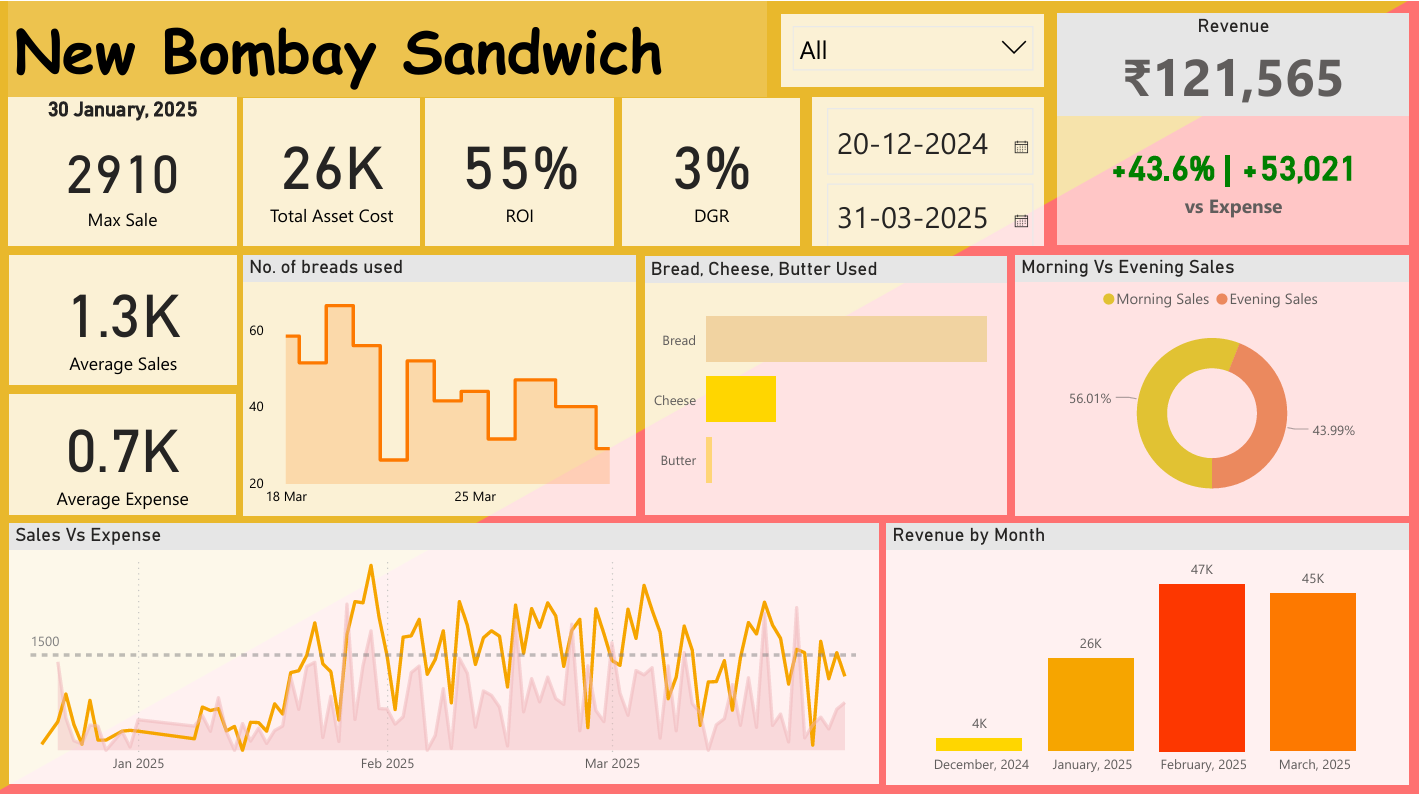 New Bombay Sandwich
All
Revenue
₹121,565
30 January, 2025
2910
Max Sale
26K
Total Asset Cost
55%
ROI
3%
DGR
20-12-2024
31-03-2025
+43.6% | +53,021
vs Expense
1.3K
Average Sales
0.7K
Average Expense
No. of breads used
60
40
20
18 Mar
25 Mar
Bread, Cheese, Butter Used
Bread
Cheese
Butter
Morning Vs Evening Sales
Morning Sales
Evening Sales
56.01%
43.99%
Sales Vs Expense
1500
Jan 2025
Feb 2025
Mar 2025
Revenue by Month
4K
26K
47K
45K
December, 2024
January, 2025
February, 2025
March, 2025